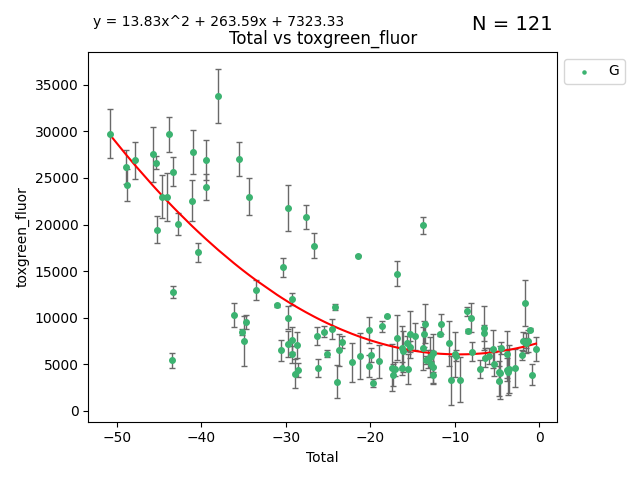 y = 13.83x^2 + 263.59x + 7323.33
N = 121
Total vs toxgreen_fluor
G
35000
30000
25000
20000
15000
10000
5000
0
toxgreen_fluor
−50 −40 −30 −20 −10 0
Total